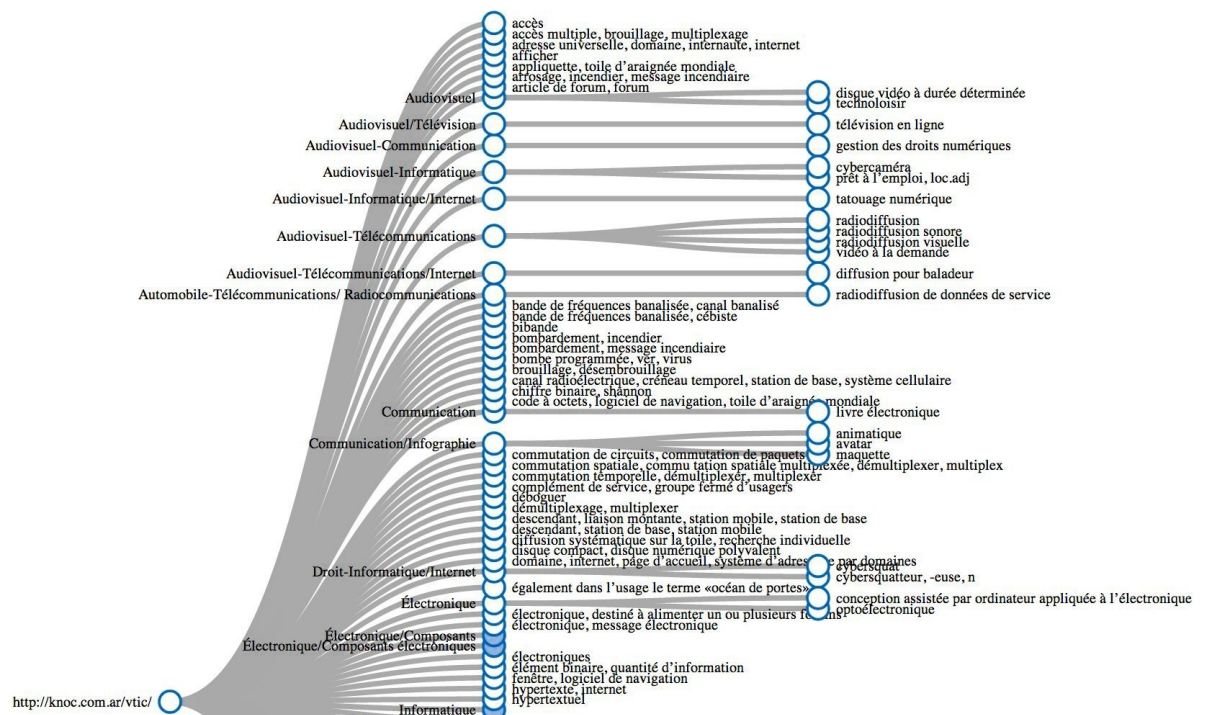 accès
accès multiple, brouillage, multiplexage
adresse universelle, domaine, internaute, internet
afficher
appliquette, toile d’araignée mondiale
arrosage, incendier, message incendiaire
article de forum, forum
Audiovisuel
disque vidéo à durée déterminée
technoloisir
Audiovisuel/Télévision
télévision en ligne
Audiovisuel-Communication
gestion des droits numériques
Audiovisuel-Informatique
cybercaméra
prêt à l’emploi, loc.adj
Audiovisuel-Informatique/Internet
tatouage numérique
Audiovisuel-Télécommunications
radiodiffusion
radiodiffusion sonore
radiodiffusion visuelle
vidéo à la demande
Audiovisuel-Télécommunications/Internet
diffusion pour baladeur
Automobile-Télécommunications/ Radiocommunications
radiodiffusion de données de service
bande de fréquences banalisée, canal banalisé
bande de fréquences banalisée, cébiste
bibande
bombardement, incendier
bombardement, message incendiaire
bombe programmée, ver, virus
brouillage, désembrouillage
canal radioélectrique, créneau temporel, station de base, système cellulaire
chiffre binaire, shannon
code à octets, logiciel de navigation, toile d’araignée mondiale
Communication
livre électronique
Communication/Infographie
animatique
avatar
maquette
commutation de circuits, commutation de paquets
commutation spatiale, commu tation spatiale multiplexée, démultiplexer, multiplex
commutation temporelle, démultiplexer, multiplexer
complément de service, groupe fermé d’usagers
déboguer
démultiplexage, multiplexer
descendant, liaison montante, station mobile, station de base
descendant, station de base, station mobile
diffusion systématique sur la toile, recherche individuelle
disque compact, disque numérique polyvalent
domaine, internet, page d’accueil, système d’adressage par domaines
Droit-Informatique/Internet
cybersquat
cybersquatteur, -euse, n
également dans l’usage le terme «océan de portes»
Électronique
conception assistée par ordinateur appliquée à l’électronique
optoélectronique
électronique, destiné à alimenter un ou plusieurs forums
électronique, message électronique
Électronique/Composants
Électronique/Composants électroniques
électroniques
élément binaire, quantité d’information
fenêtre, logiciel de navigation
hypertexte, internet
hypertextuel
http://knoc.com.ar/vtic/
Informatique